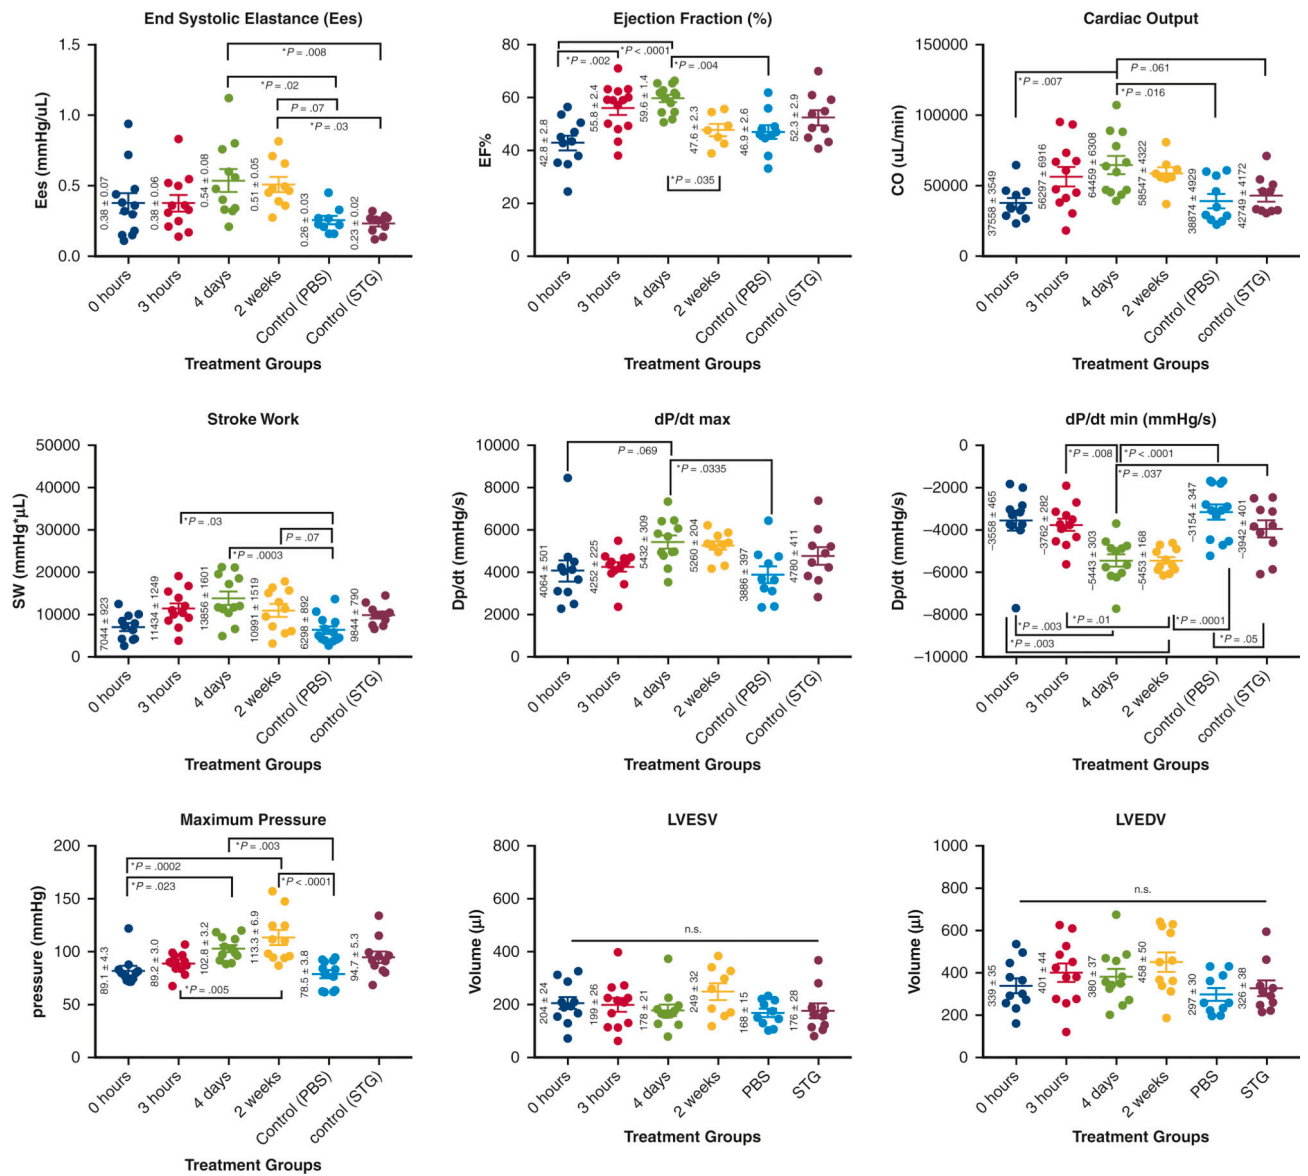 End Systolic Elastance (Ees)
Ees (mmHg/uL)
1.5
1.0
0.5
0.0
*P = .008
*P = .02
*P = .07
*P = .03
0.38 ± 0.07
0.38 ± 0.06
0.54 ± 0.08
0.51 ± 0.05
0.26 ± 0.03
0.23 ± 0.02
0 hours
3 hours
4 days
2 weeks
Control (PBS)
Control (STG)
Treatment Groups
Ejection Fraction (%)
EF%
80
60
40
20
0
*P < .0001
*P = .002
*P = .004
*P = .035
42.8 ± 2.8
55.8 ± 2.4
59.6 ± 1.4
47.6 ± 2.3
46.9 ± 2.6
52.3 ± 2.9
0 hours
3 hours
4 days
2 weeks
Control (PBS)
Control (STG)
Treatment Groups
Cardiac Output
CO (uL/min)
150000
100000
50000
0
*P = .007
P = .061
*P = .016
37558 ± 3549
56297 ± 6916
64459 ± 6308
58547 ± 4322
38874 ± 4929
42749 ± 4172
0 hours
3 hours
4 days
2 weeks
Control (PBS)
control (STG)
Treatment Groups
Stroke Work
SW (mmHg*µL)
50000
40000
30000
20000
10000
0
*P = .03
*P = .07
*P = .0003
7044 ± 923
11434 ± 1249
13856 ± 1601
10991 ± 1519
6298 ± 892
9844 ± 790
0 hours
3 hours
4 days
2 weeks
Control (PBS)
control (STG)
Treatment Groups
dP/dt max
Dp/dt (mmHg/s)
10000
8000
6000
4000
2000
0
P = .069
*P = .0335
4064 ± 501
4252 ± 225
5432 ± 309
5260 ± 204
3886 ± 397
4780 ± 411
0 hours
3 hours
4 days
2 weeks
Control (PBS)
control (STG)
Treatment Groups
dP/dt min (mmHg/s)
Dp/dt (mmHg/s)
0
−2000
−4000
−6000
−8000
−10000
*P = .008
*P < .0001
*P = .037
*P = .01
*P = .003
*P = .003
*P = .0001
*P = .05
−3558 ± 465
−3762 ± 282
−5443 ± 303
−5453 ± 168
−3154 ± 347
−3942 ± 401
0 hours
3 hours
4 days
2 weeks
Control (PBS)
control (STG)
Treatment Groups
Maximum Pressure
pressure (mmHg)
200
150
100
50
0
*P = .003
*P = .0002
*P = .023
*P < .0001
*P = .005
89.1 ± 4.3
89.2 ± 3.0
102.8 ± 3.2
113.3 ± 6.9
78.5 ± 3.8
94.7 ± 5.3
0 hours
3 hours
4 days
2 weeks
Control (PBS)
control (STG)
Treatment Groups
LVESV
Volume (µl)
800
600
400
200
0
n.s.
204 ± 24
199 ± 26
178 ± 21
249 ± 32
168 ± 15
176 ± 28
0 hours
3 hours
4 days
2 weeks
PBS
STG
Treatment Groups
LVEDV
Volume (µl)
1000
800
600
400
200
0
n.s.
339 ± 35
401 ± 44
380 ± 37
458 ± 50
297 ± 30
326 ± 38
0 hours
3 hours
4 days
2 weeks
PBS
STG
Treatment Groups